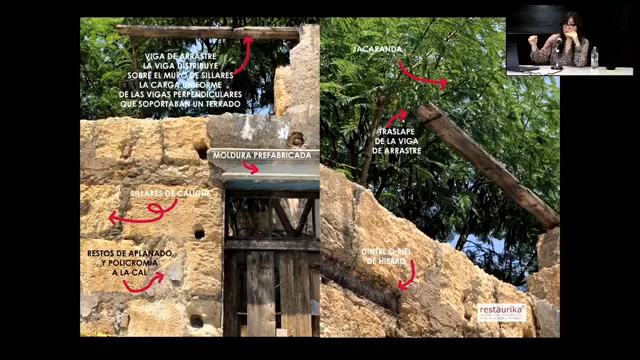 VIGA DE ARRASTRE
LA VIGA DISTRIBUYE
SOBRE EL MURO DE SILLARES
LA CARGA UNIFORME
DE LAS VIGAS PERPENDICULARES
QUE SOPORTABAN UN TERRADO
MOLDURA PREFABRICADA
SILLARES DE CALICHE
RESTOS DE APLANADO
Y POLICROMÍA
A LA CAL
JACARANDA
TRASLAPE
DE LA VIGA
DE ARRASTRE
DINTEL O RIEL
DE HIERRO
restaurika